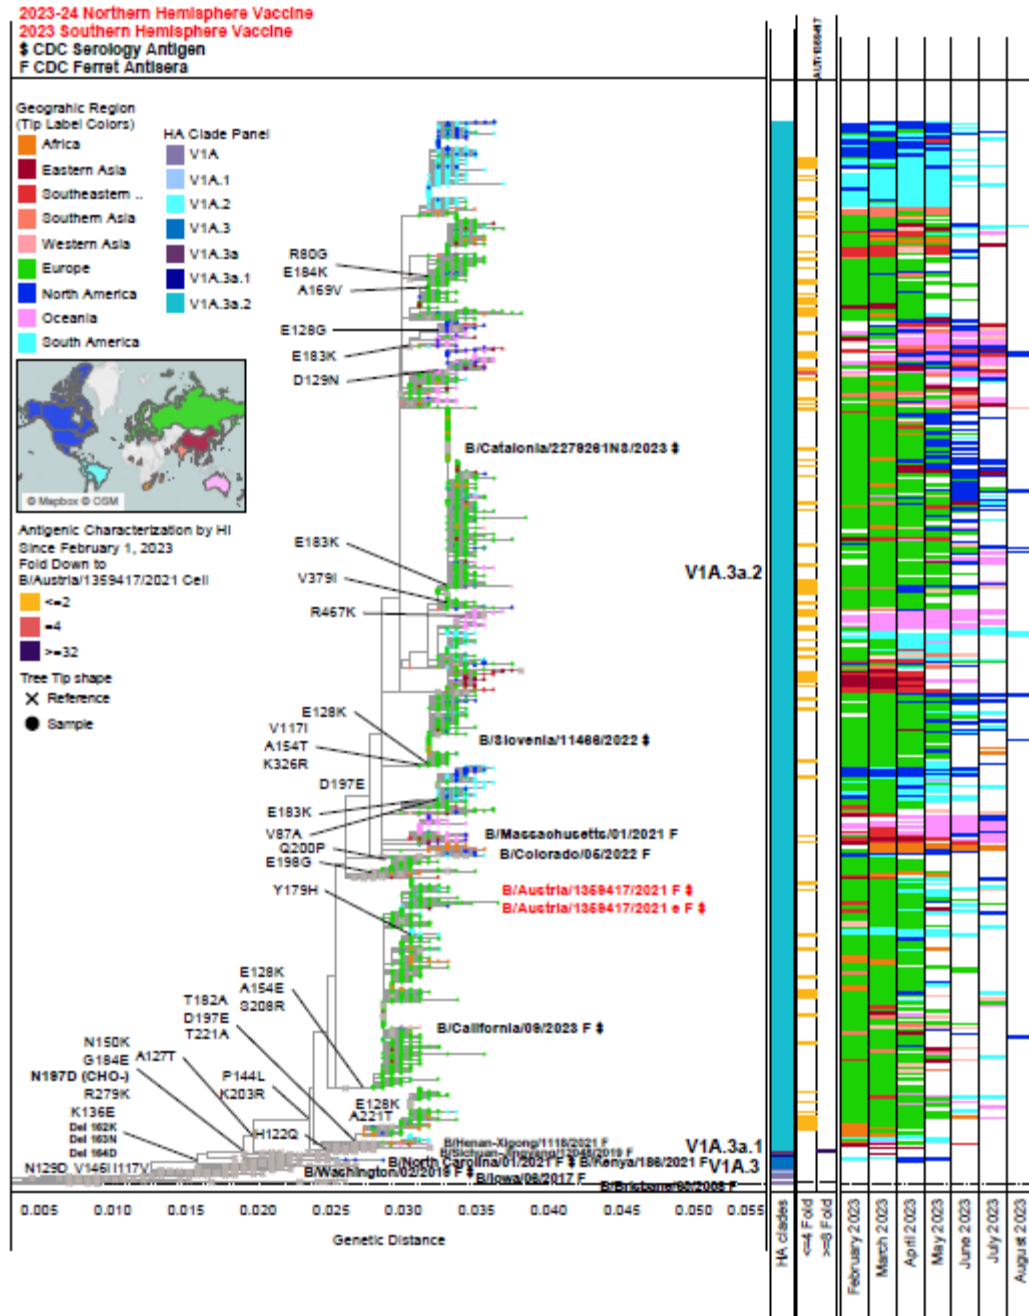 2023-24 Northern Hemisphere Vaccine
2023 Southern Hemisphere Vaccine
$ CDC Serology Antigen
F CDC Ferret Antisera
Geograhic Region
(Tip Label Colors)
Africa
Eastern Asia
Southeastern ..
Southern Asia
Western Asia
Europe
North America
Oceania
South America
HA Clade Panel
V1A
V1A.1
V1A.2
V1A.3
V1A.3a
V1A.3a.1
V1A.3a.2
© Mapbox © OSM
Antigenic Characterization by HI
Since February 1, 2023
Fold Down to
B/Austria/1359417/2021 Cell
<=2
=4
>=32
Tree Tip shape
Reference
Sample
R80G
E184K
A169V
E128G
E183K
D129N
B/Catalonia/2279261NS/2023 $
E183K
V379I
R467K
V1A.3a.2
E128K
V117I
A154T
K326R
B/Slovenia/11466/2022 $
D197E
E183K
V87A
B/Massachusetts/01/2021 F
Q200P
B/Colorado/05/2022 F
E198G
Y179H
B/Austria/1359417/2021 F $
B/Austria/1359417/2021 e F $
E128K
A154E
S208R
T182A
D197E
T221A
B/California/09/2023 F $
N150K
G184E
A127T
N197D (CHO-)
R279K
P144L
K203R
K136E
E128K
A221T
Del 162K
Del 163N
Del 164D
H122Q
B/Henan-Xigong/1118/2021 F
V1A.3a.1
B/Sichuan-Jingyang/12048/2019 F
N129D V146I I117V
B/North Carolina/01/2021 F $ B/Kenya/186/2021 F
V1A.3
B/Washington/02/2019 F $
B/Iowa/06/2017 F
B/Brisbane/60/2008 F
0.005 0.010 0.015 0.020 0.025 0.030 0.035 0.040 0.045 0.050 0.055
Genetic Distance
AUT/1359417
HA clades
<=4 Fold
>=8 Fold
February 2023
March 2023
April 2023
May 2023
June 2023
July 2023
August 2023